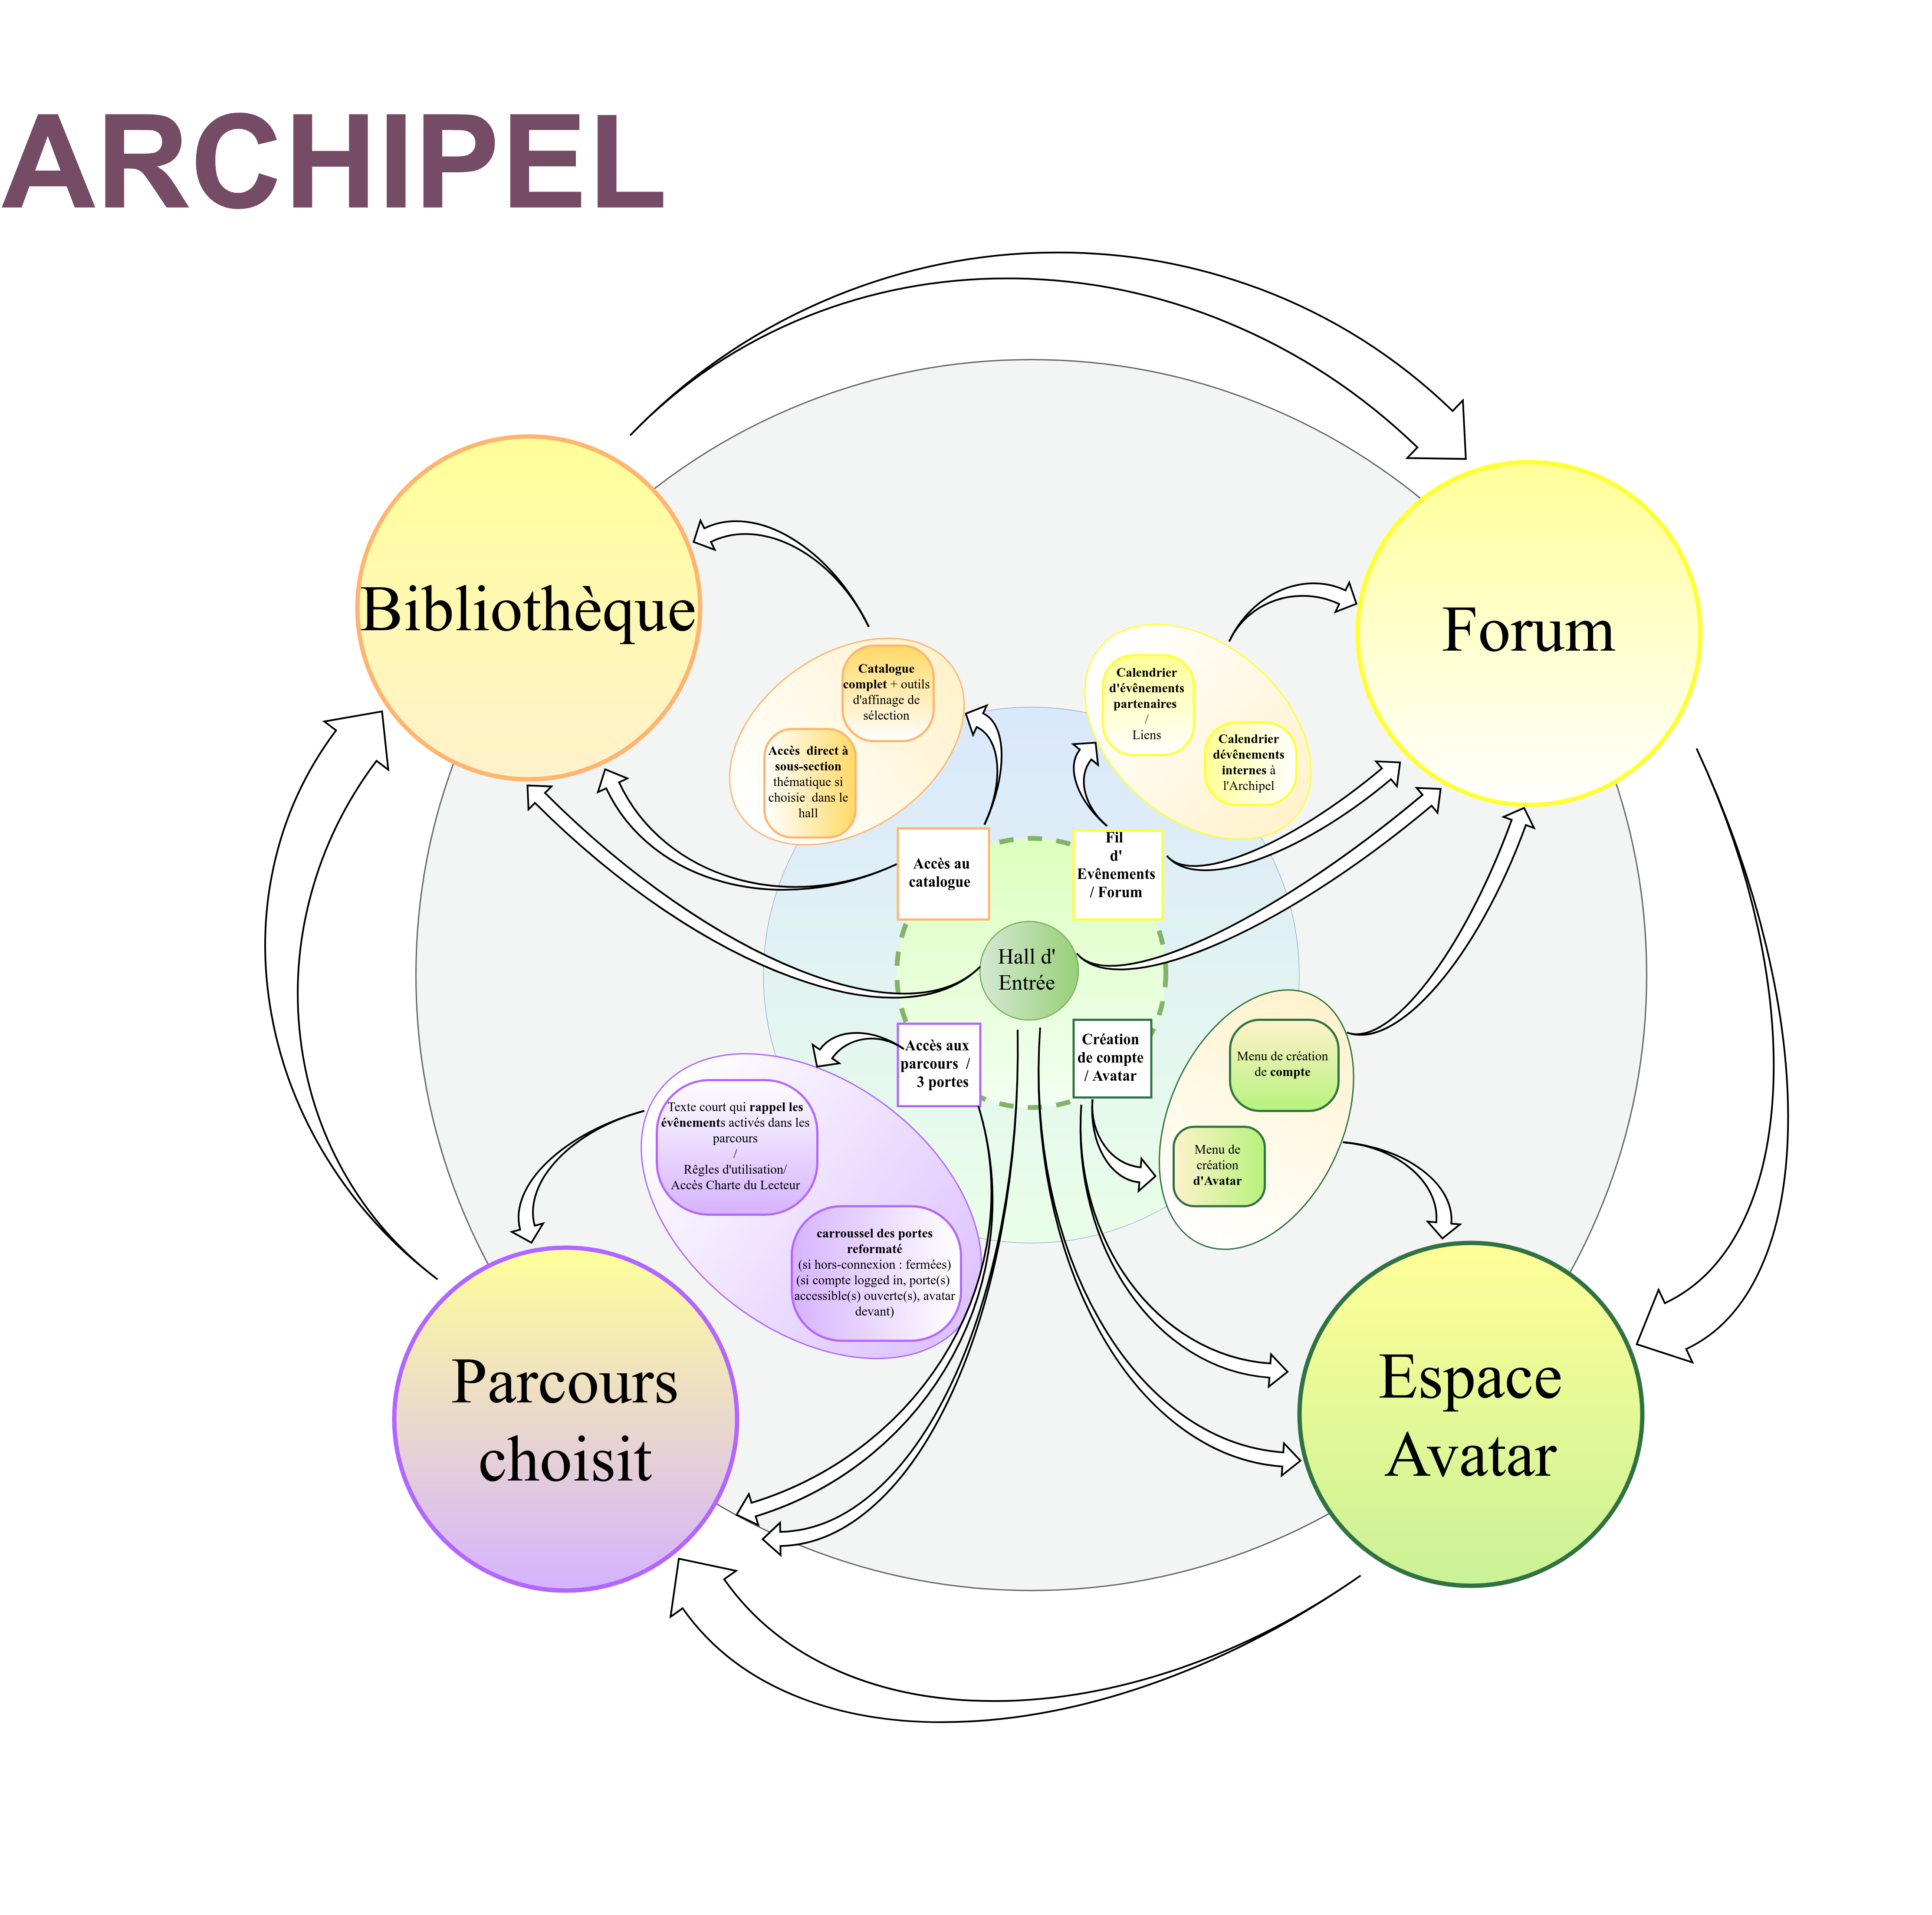 ARCHIPEL
Bibliothèque
Forum
Catalogue
complet + outils
d'affinage de
sélection
Accès  direct à
sous-section
thématique si
choisie  dans le
hall
Calendrier
d'évênements
partenaires
/
Liens
Calendrier
dévênements
internes à
l'Archipel
Accès au
catalogue
Fil
d'
Evênements
/ Forum
Hall d'
Entrée
Accès aux
parcours  /
3 portes
Création
de compte
/ Avatar
Menu de création
de compte
Menu de
création
d'Avatar
Texte court qui rappel les
évênements activés dans les
parcours
/
Rêgles d'utilisation/
Accès Charte du Lecteur
carroussel des portes
reformaté
(si hors-connexion : fermées)
(si compte logged in, porte(s)
accessible(s) ouverte(s), avatar
devant)
Parcours
choisit
Espace
Avatar